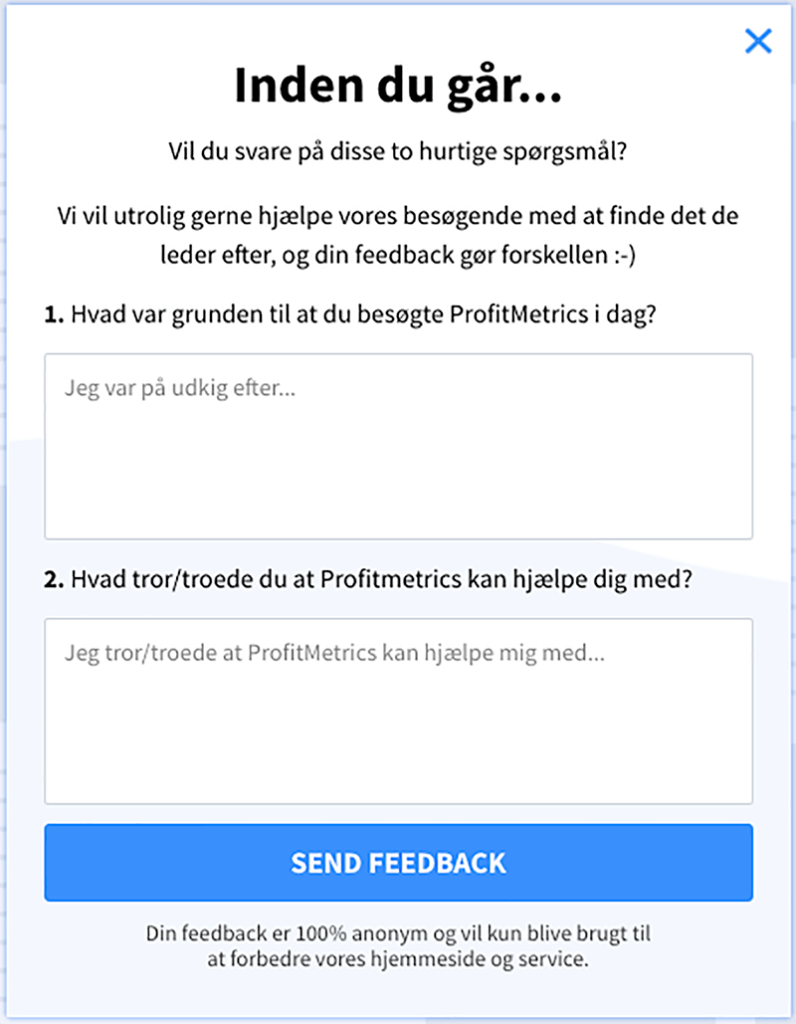 Inden du går...
Vil du svare på disse to hurtige spørgsmål?
Vi vil utrolig gerne hjælpe vores besøgende med at finde det de
leder efter, og din feedback gør forskellen :-)
1. Hvad var grunden til at du besøgte ProfitMetrics i dag?
Jeg var på udkig efter...
2. Hvad tror/troede du at Profitmetrics kan hjælpe dig med?
Jeg tror/troede at ProfitMetrics kan hjælpe mig med...
SEND FEEDBACK
Din feedback er 100% anonym og vil kun blive brugt til
at forbedre vores hjemmeside og service.